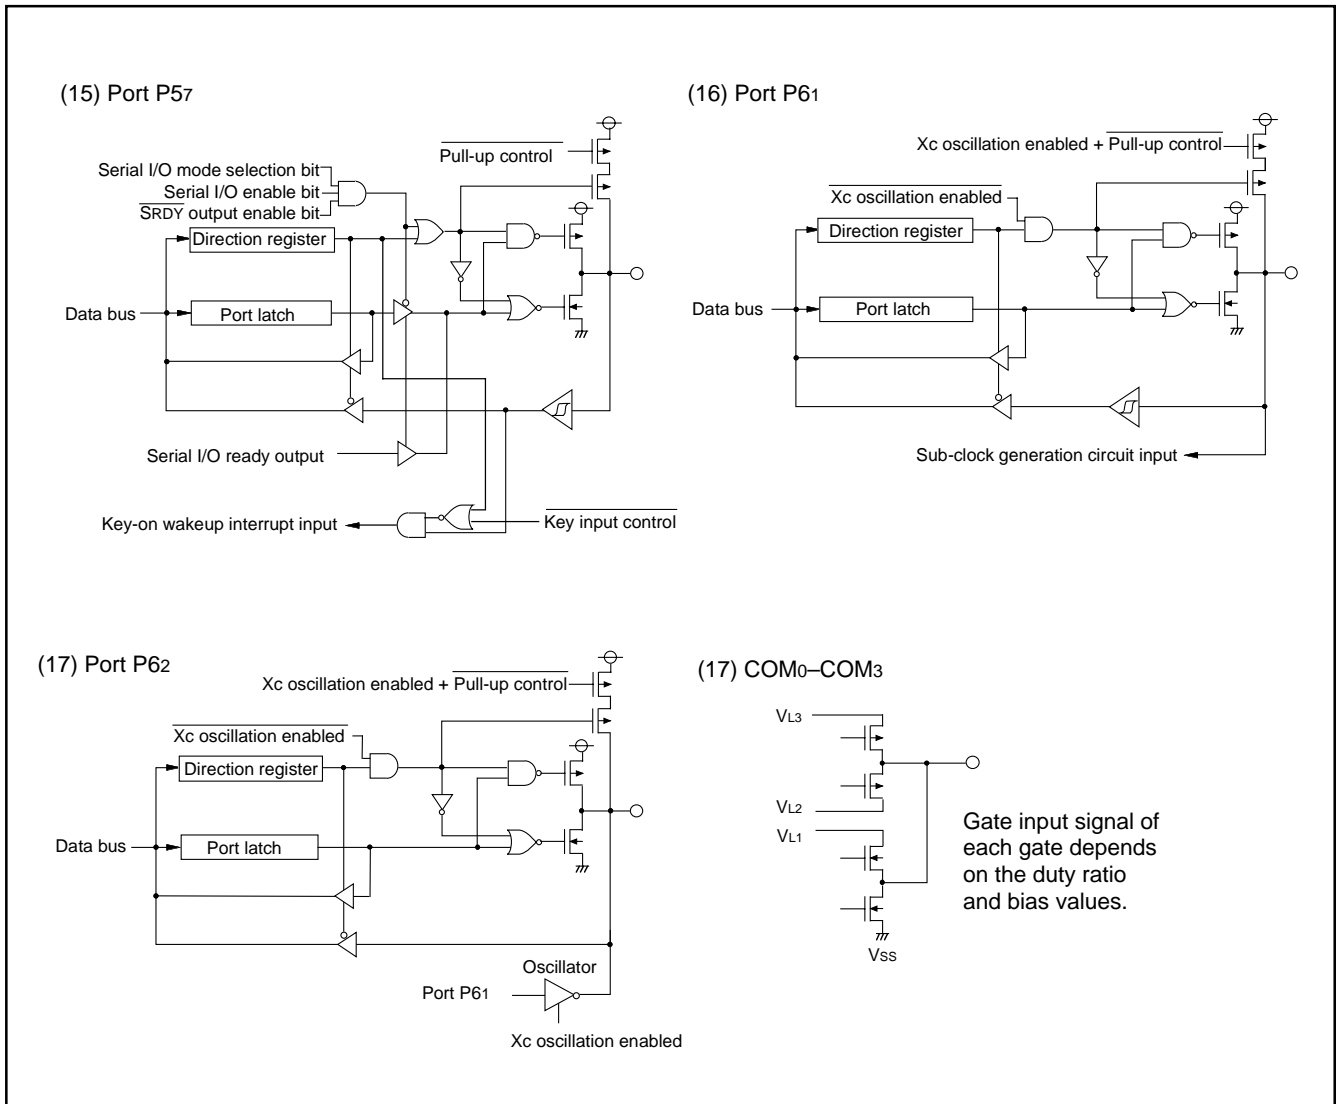 (15) Port P57
Pull-up control
Serial I/O mode selection bit
Serial I/O enable bit
SRDY output enable bit
Direction register
Data bus
Port latch
Serial I/O ready output
Key-on wakeup interrupt input
Key input control
(16) Port P61
Xc oscillation enabled + Pull-up control
Xc oscillation enabled
Direction register
Data bus
Port latch
Sub-clock generation circuit input
(17) Port P62
Xc oscillation enabled + Pull-up control
Xc oscillation enabled
Direction register
Data bus
Port latch
Oscillator
Port P61
Xc oscillation enabled
(17) COM0–COM3
VL3
VL2
VL1
VSS
Gate input signal of
each gate depends
on the duty ratio
and bias values.